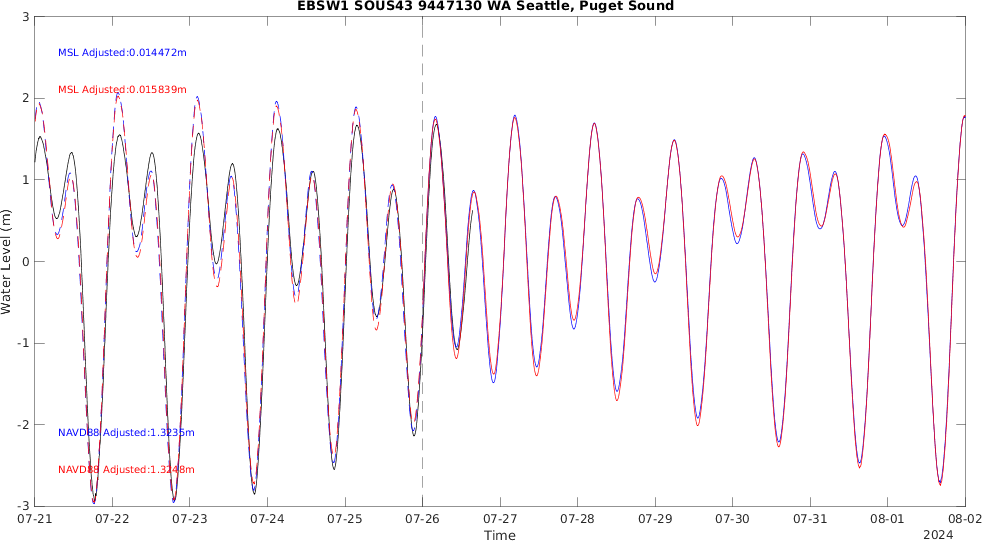 EBSW1 SOUS43 9447130 WA Seattle, Puget Sound
3
MSL Adjusted:0.014472m
MSL Adjusted:0.015839m
2
1
Water Level (m)
0
-1
-2
NAVD88 Adjusted:1.3235m
NAVD88 Adjusted:1.3248m
-3
07-21 07-22 07-23 07-24 07-25 07-26 07-27 07-28 07-29 07-30 07-31 08-01 08-02
Time
2024